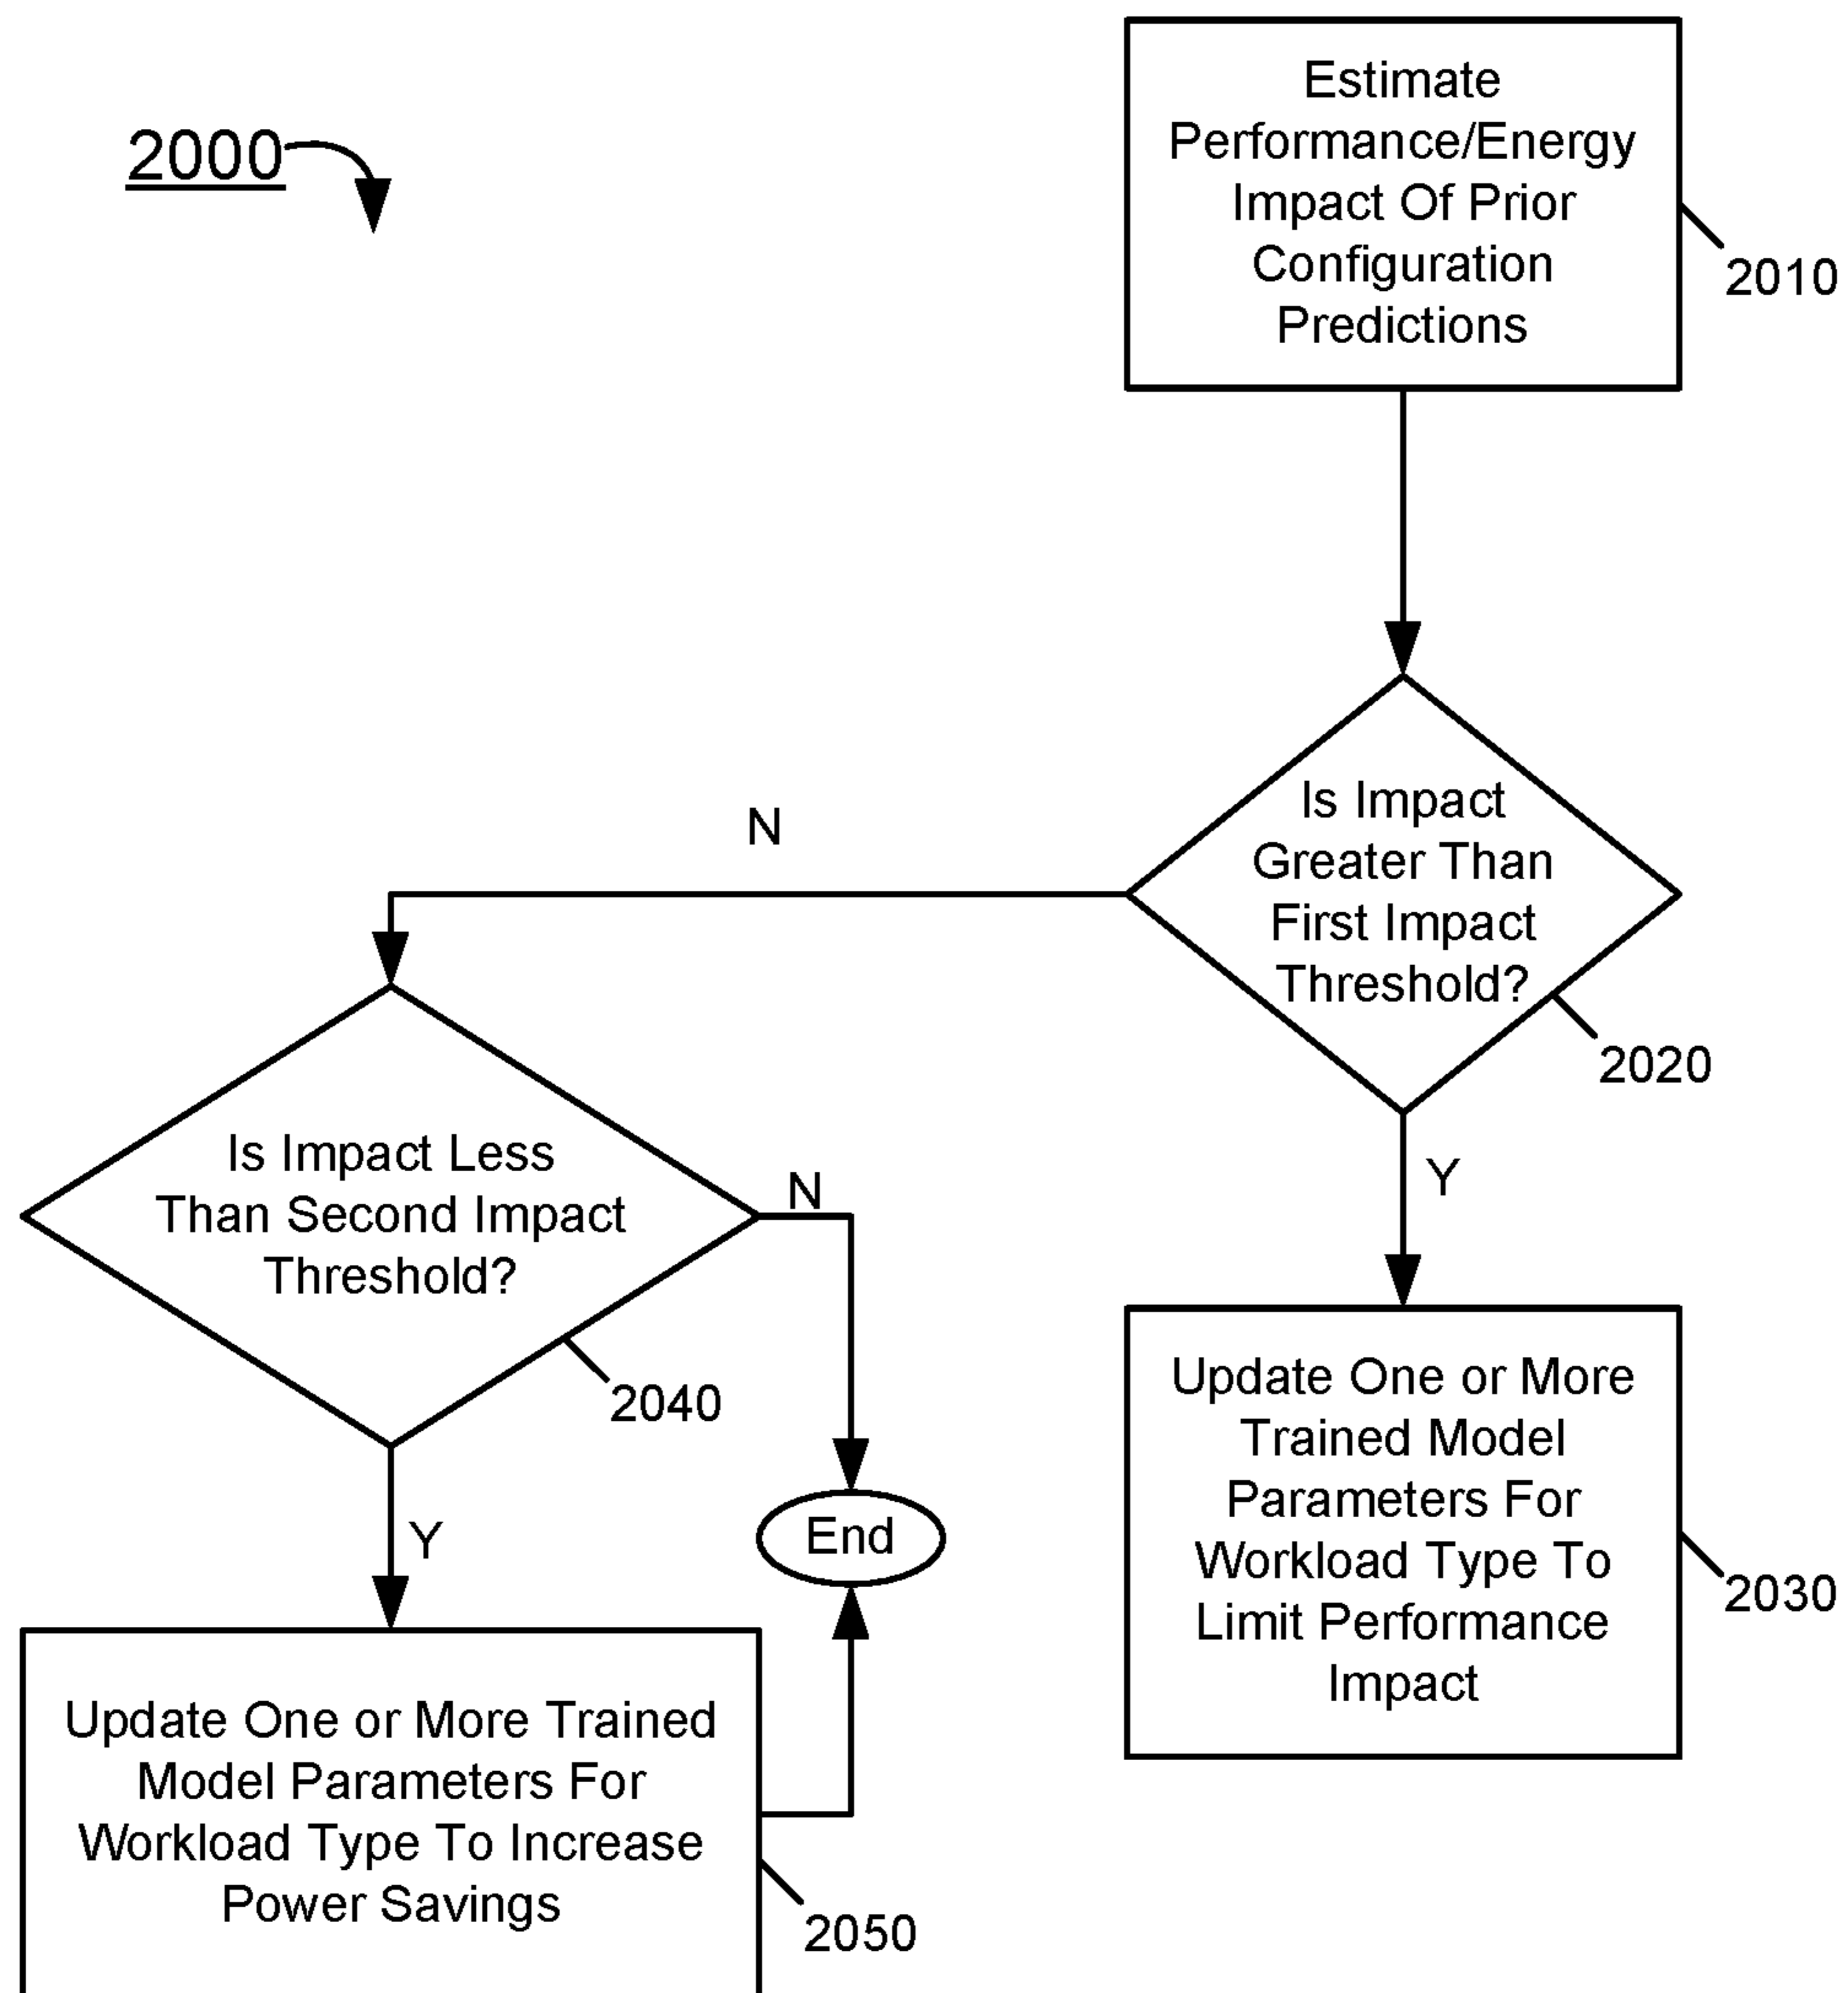 2000
Estimate
Performance/Energy
Impact Of Prior
Configuration
Predictions
2010
Is Impact
Greater Than
First Impact
Threshold?
2020
N
Y
Is Impact Less
Than Second Impact
Threshold?
2040
N
Y
End
Update One or More
Trained Model
Parameters For
Workload Type To
Limit Performance
Impact
2030
Update One or More Trained
Model Parameters For
Workload Type To Increase
Power Savings
2050